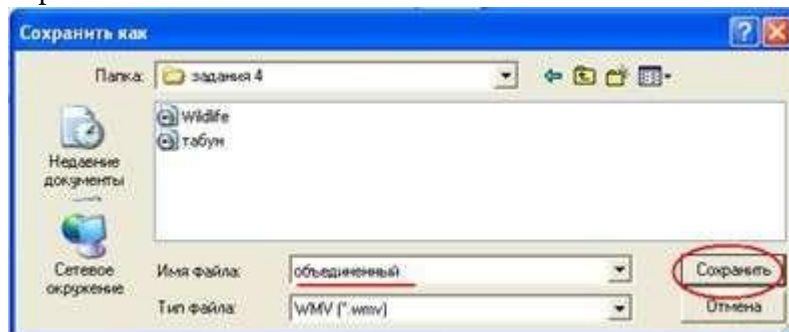 Сохранить как
Папка: задания 4
Wildlife
табун
Недавние документы
Сетевое окружение
Имя файла: объединенный
Сохранить
Тип файла: WMV (*.wmv)
Отмена